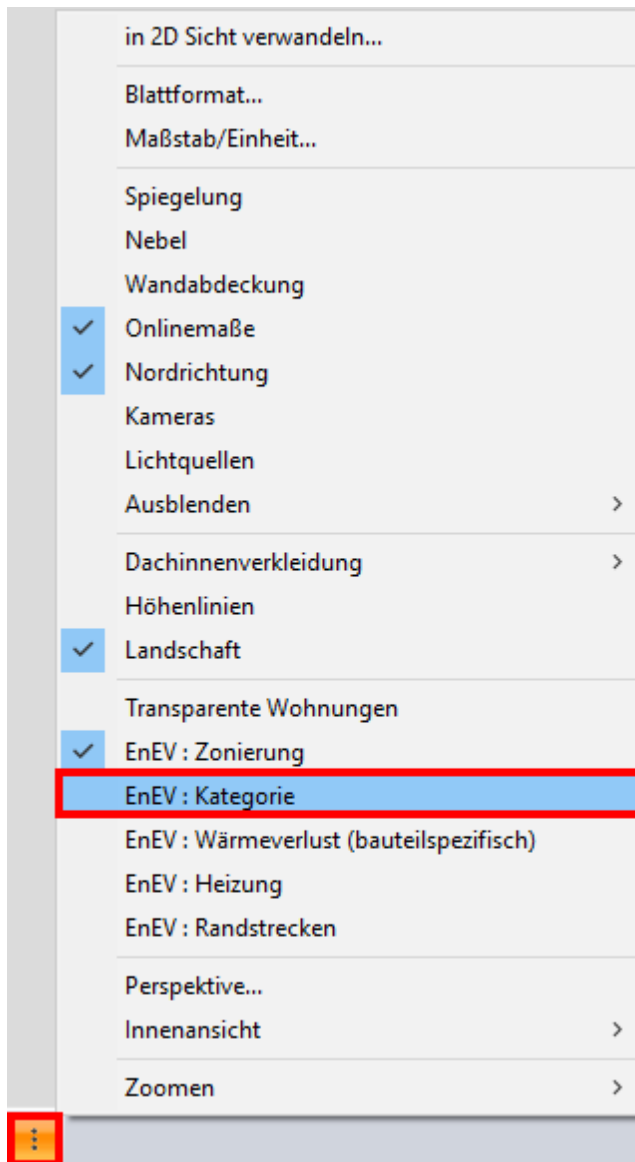 in 2D Sicht verwandeln...
Blattformat...
Maßstab/Einheit...
Spiegelung
Nebel
Wandabdeckung
Onlinemaße
Nordrichtung
Kameras
Lichtquellen
Ausblenden
Dachinnenverkleidung
Höhenlinien
Landschaft
Transparente Wohnungen
EnEV : Zonierung
EnEV : Kategorie
EnEV : Wärmeverlust (bauteilspezifisch)
EnEV : Heizung
EnEV : Randstrecken
Perspektive...
Innenansicht
Zoomen